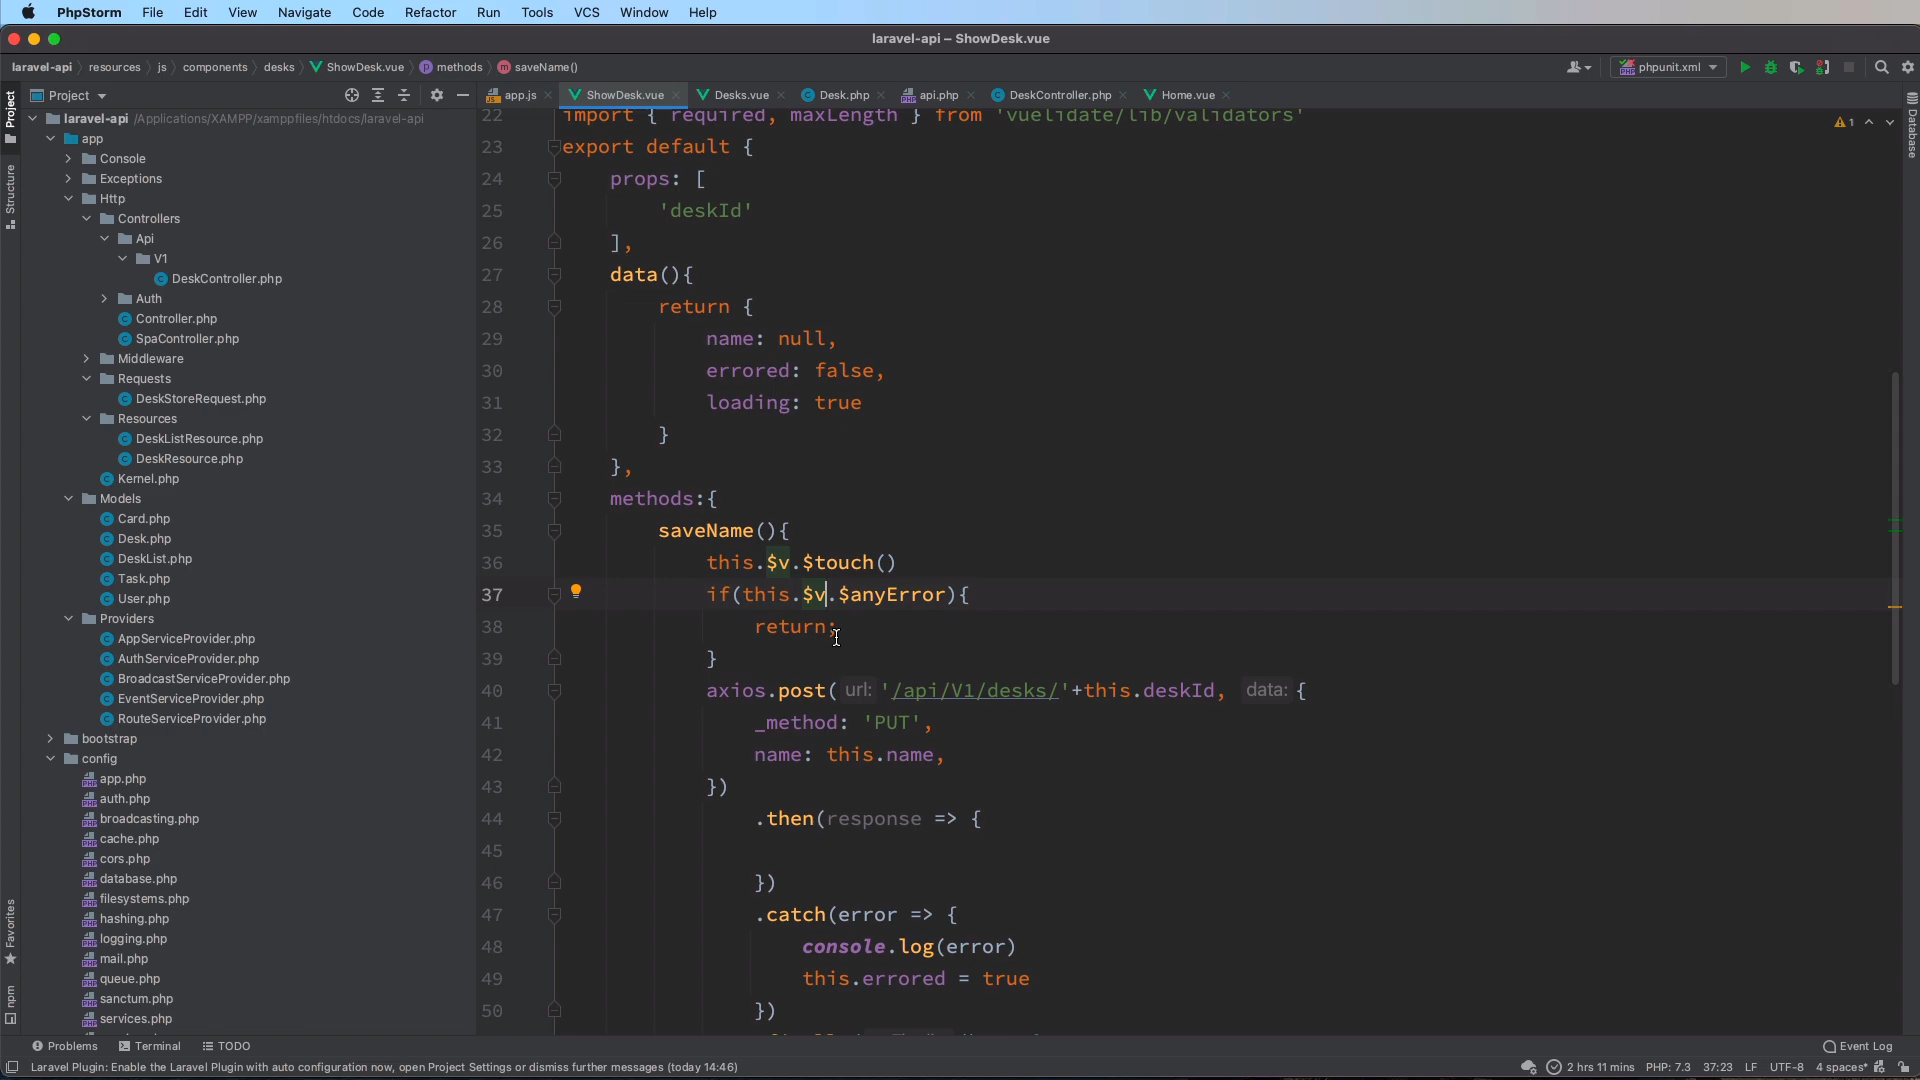 PhpStorm File Edit View Navigate Code Refactor Run Tools VCS Window Help
laravel-api – ShowDesk.vue
laravel-api resources js components desks ShowDesk.vue methods saveName() phpunit.xml
Project app.js ShowDesk.vue Desks.vue Desk.php api.php DeskController.php Home.vue
Project
Structure
Favorites
npm
Database
laravel-api /Applications/XAMPP/xamppfiles/htdocs/laravel-api
app
Console
Exceptions
Http
Controllers
Api
V1
DeskController.php
Auth
Controller.php
SpaController.php
Middleware
Requests
DeskStoreRequest.php
Resources
DeskListResource.php
DeskResource.php
Kernel.php
Models
Card.php
Desk.php
DeskList.php
Task.php
User.php
Providers
AppServiceProvider.php
AuthServiceProvider.php
BroadcastServiceProvider.php
EventServiceProvider.php
RouteServiceProvider.php
bootstrap
config
app.php
auth.php
broadcasting.php
cache.php
cors.php
database.php
filesystems.php
hashing.php
logging.php
mail.php
queue.php
sanctum.php
services.php
1
22 import { required, maxLength } from 'vuelidate/lib/validators'
23 export default {
24 props: [
25 'deskId'
26 ],
27 data(){
28 return {
29 name: null,
30 errored: false,
31 loading: true
32 }
33 },
34 methods:{
35 saveName(){
36 this.$v.$touch()
37 if(this.$v.$anyError){
38 return;
39 }
40 axios.post( url: '/api/V1/desks/'+this.deskId, data: {
41 _method: 'PUT',
42 name: this.name,
43 })
44 .then(response => {
45
46 })
47 .catch(error => {
48 console.log(error)
49 this.errored = true
50 })
Problems Terminal TODO Event Log
Laravel Plugin: Enable the Laravel Plugin with auto configuration now, open Project Settings or dismiss further messages (today 14:46) 2 hrs 11 mins PHP: 7.3 37:23 LF UTF-8 4 spaces*